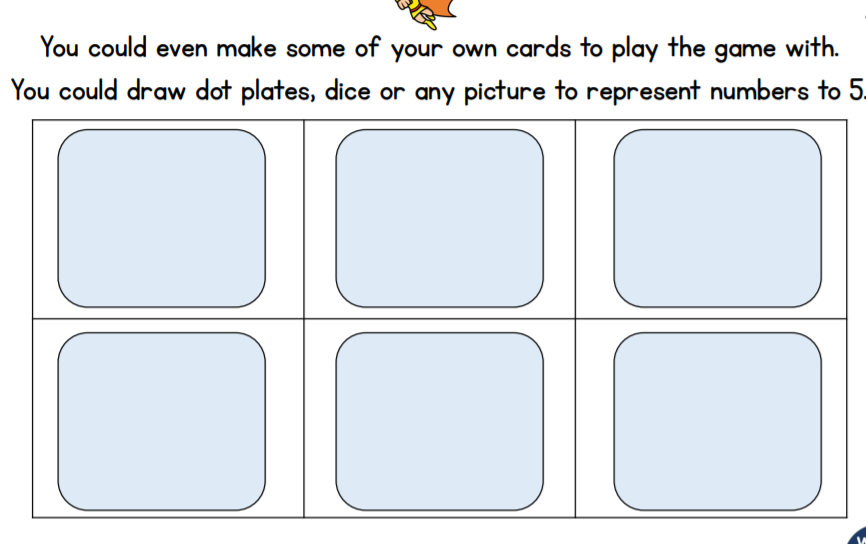 You could even make some of your own cards to play the game with.
You could draw dot plates, dice or any picture to represent numbers to 5.